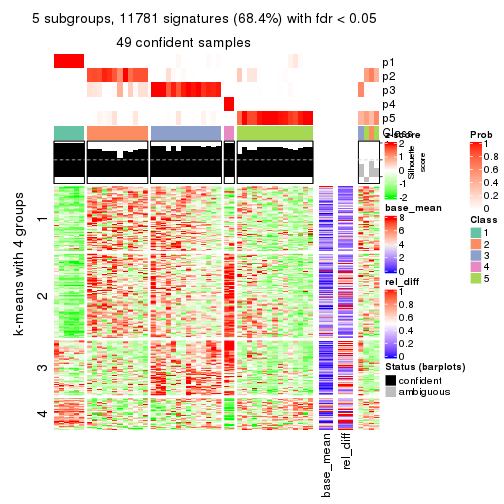 5 subgroups, 11781 signatures (68.4%) with fdr < 0.05
49 confident samples
p1
p2
p3
p4
p5
Class
z-score
2
1
0
-1
-2
Silhouette
score
base_mean
8
6
4
2
0
rel_diff
1
0.8
0.6
0.4
0.2
0
Status (barplots)
confident
ambiguous
Prob
1
0.8
0.6
0.4
0.2
0
Class
1
2
3
4
5
k-means with 4 groups
1
2
3
4
base_mean
rel_diff